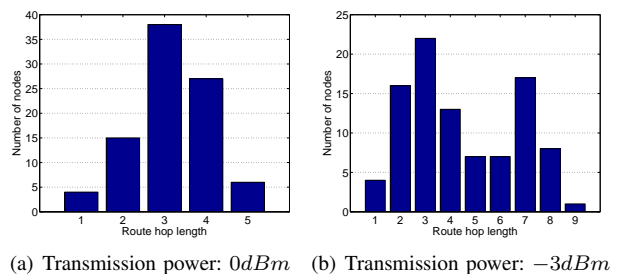 40
35
30
25
20
15
10
5
0
Number of nodes
1 2 3 4 5
Route hop length
(a) Transmission power: 0dBm
25
20
15
10
5
0
Number of nodes
1 2 3 4 5 6 7 8 9
Route hop length
(b) Transmission power: −3dBm